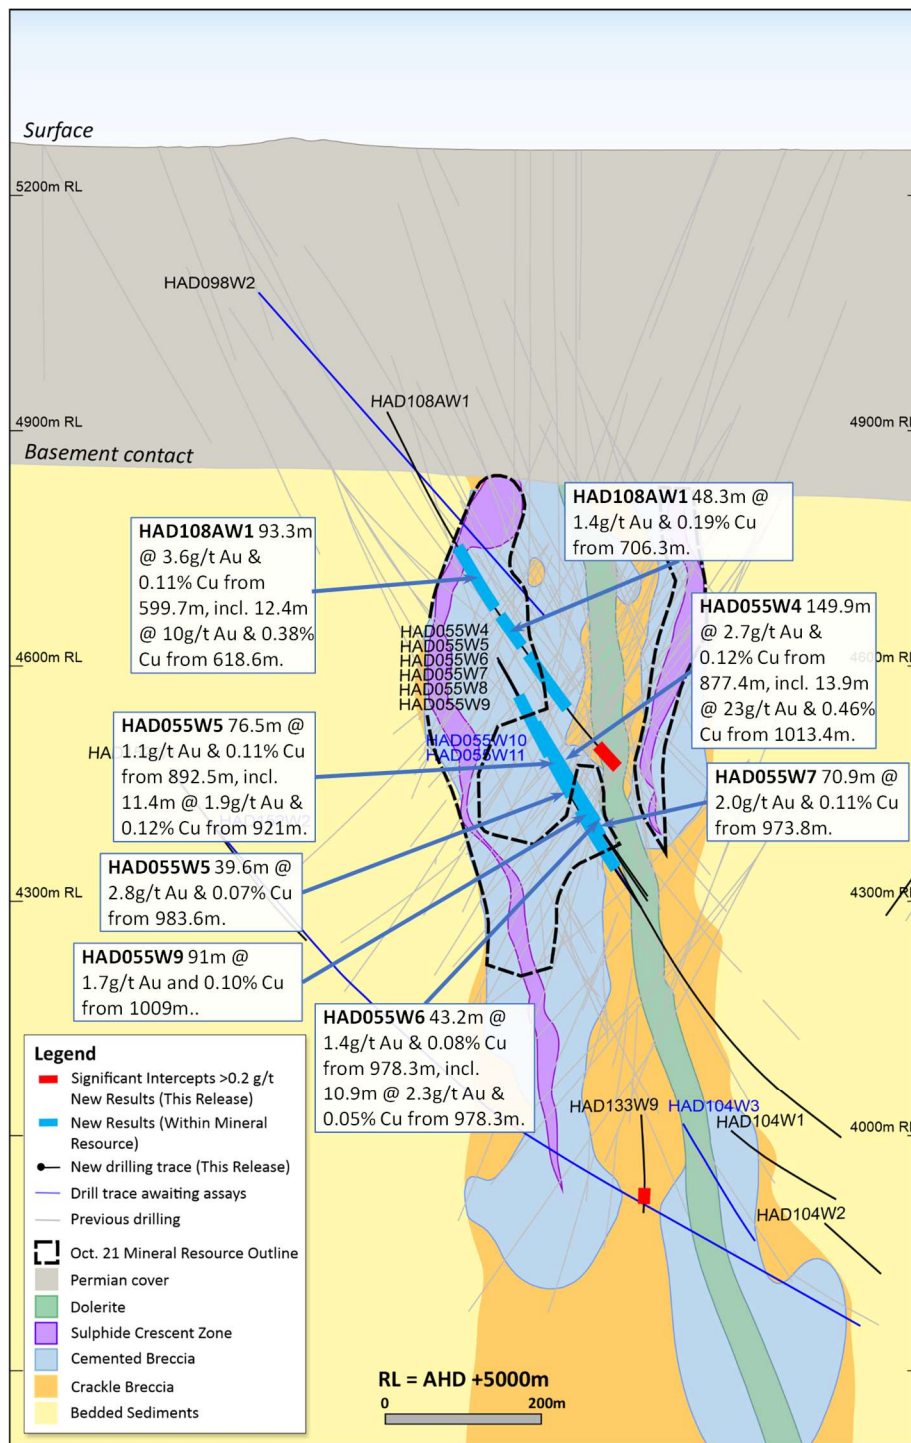 Surface
5200m RL
HAD098W2
HAD108AW1
4900m RL
4900m RL
Basement contact
HAD108AW1 48.3m @
1.4g/t Au & 0.19% Cu
from 706.3m.
HAD108AW1 93.3m
@ 3.6g/t Au &
0.11% Cu from
599.7m, incl. 12.4m
@ 10g/t Au & 0.38%
Cu from 618.6m.
HAD055W4 149.9m
@ 2.7g/t Au &
0.12% Cu from
877.4m, incl. 13.9m
@ 23g/t Au & 0.46%
Cu from 1013.4m.
HAD055W4
HAD055W5
HAD055W6
HAD055W7
HAD055W8
HAD055W9
4600m RL
HAD055W10
HAD055W11
HAD055W5 76.5m @
1.1g/t Au & 0.11% Cu
from 892.5m, incl.
11.4m @ 1.9g/t Au &
0.12% Cu from 921m.
HAD055W7 70.9m @
2.0g/t Au & 0.11% Cu
from 973.8m.
HAD055W5 39.6m @
2.8g/t Au & 0.07% Cu
from 983.6m.
4300m RL
4300m RL
HAD055W9 91m @
1.7g/t Au and 0.10% Cu
from 1009m..
HAD055W6 43.2m @
1.4g/t Au & 0.08% Cu
from 978.3m, incl.
10.9m @ 2.3g/t Au &
0.05% Cu from 978.3m.
HAD133W9
HAD104W3
HAD104W1
4000m RL
HAD104W2
Legend
Significant Intercepts >0.2 g/t
New Results (This Release)
New Results (Within Mineral
Resource)
New drilling trace (This Release)
Drill trace awaiting assays
Previous drilling
Oct. 21 Mineral Resource Outline
Permian cover
Dolerite
Sulphide Crescent Zone
Cemented Breccia
Crackle Breccia
Bedded Sediments
RL = AHD +5000m
0 200m